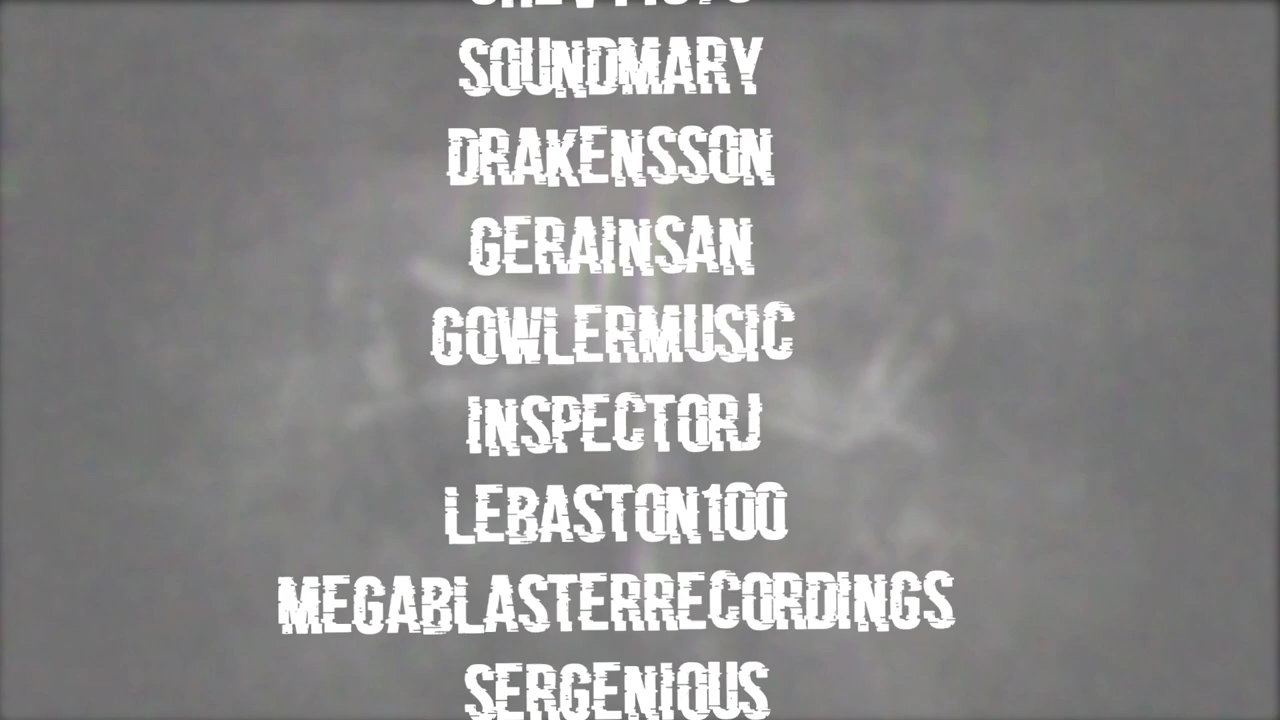 SOUNDMARY
DRAKENSSON
GERAINSAN
GOWLERMUSIC
INSPECTORJ
LEBASTON100
MEGABLASTERRECORDINGS
SERGENIOUS